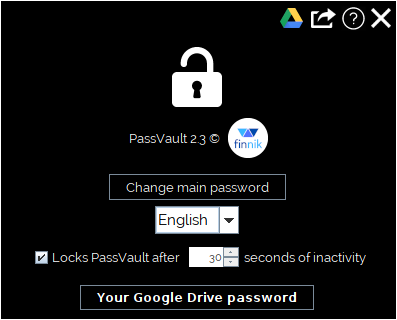 PassVault 2.3 ©
finnik
Change main password
English
Locks PassVault after 30 seconds of inactivity
Your Google Drive password